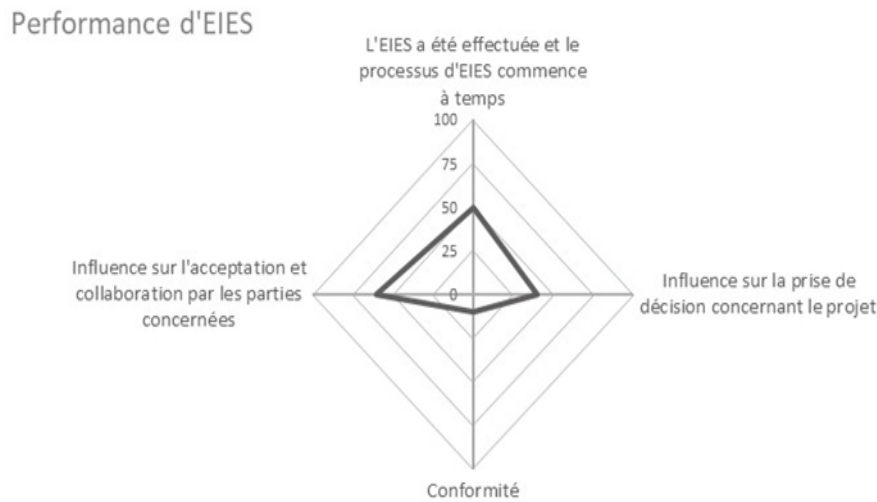 Performance d'EIES
L'EIES a été effectuée et le
processus d'EIES commence
à temps
100
75
50
25
0
Influence sur l'acceptation et
collaboration par les parties
concernées
Influence sur la prise de
décision concernant le projet
Conformité